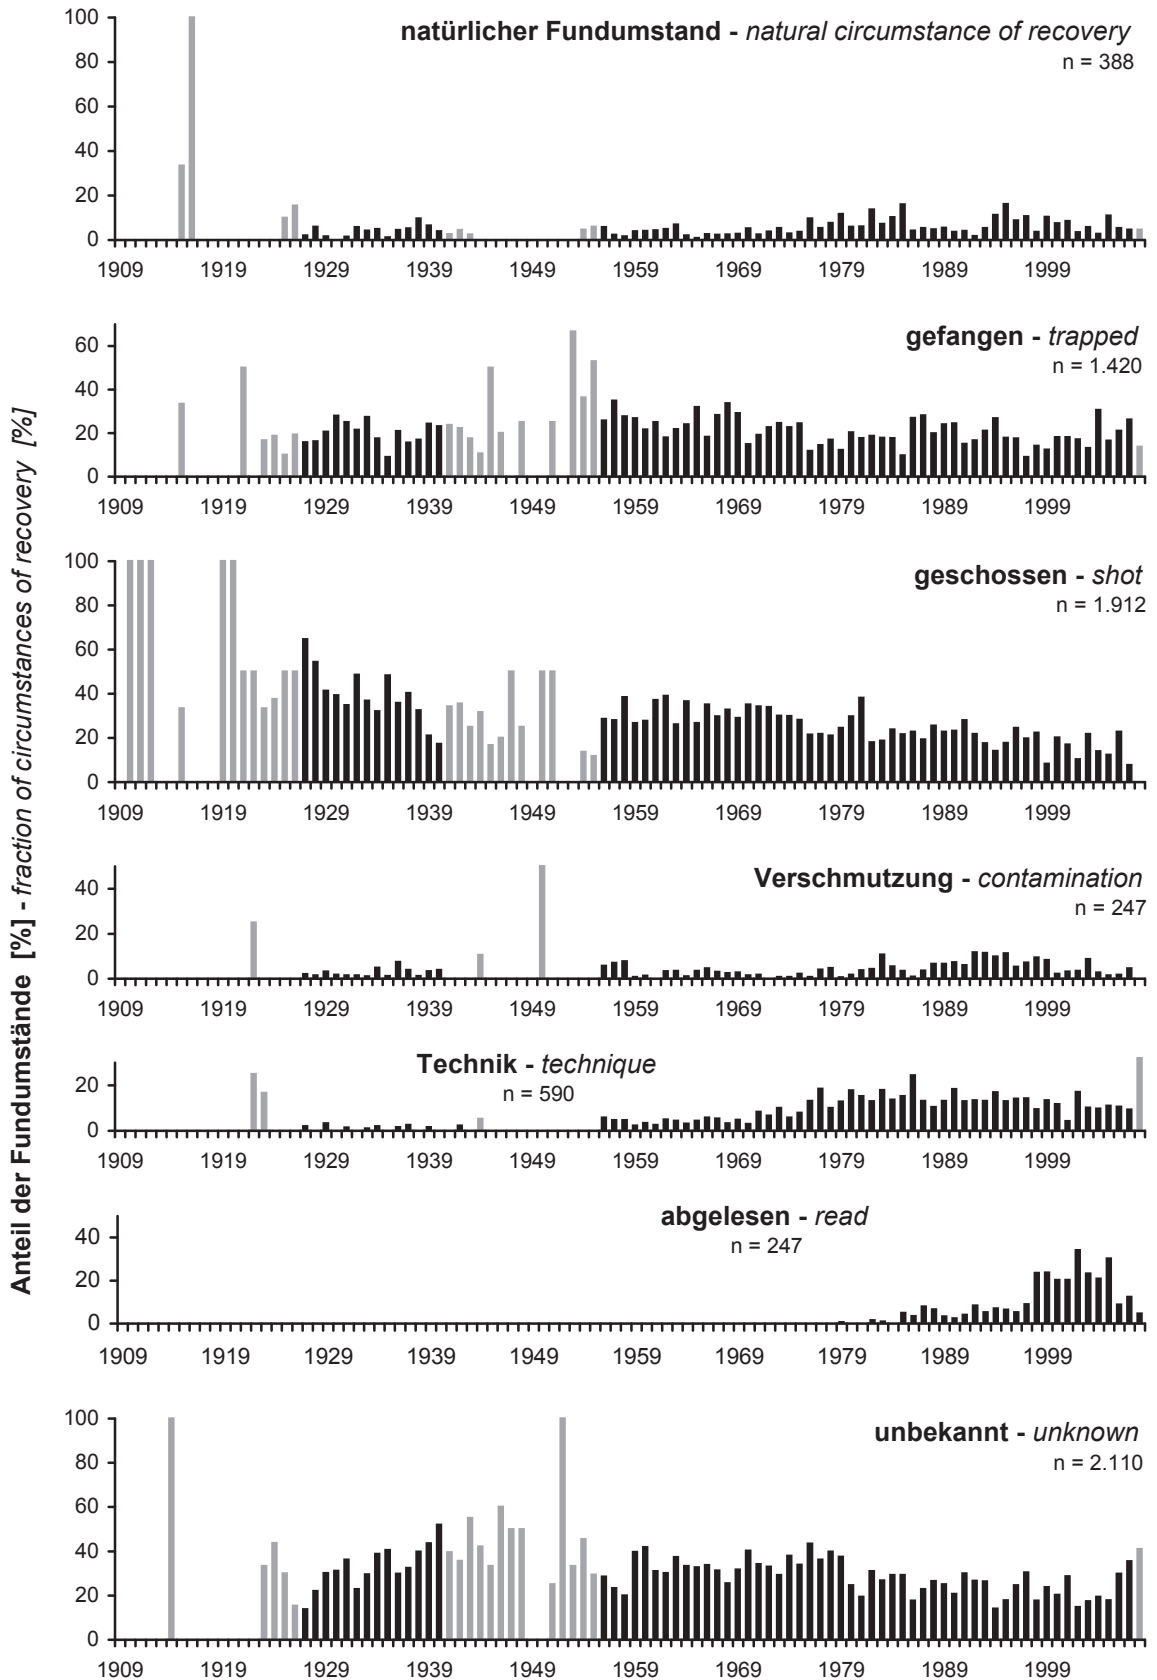 Anteil der Fundumstände [%] - fraction of circumstances of recovery [%]
natürlicher Fundumstand - natural circumstance of recovery
n = 388
100
80
60
40
20
0
1909 1919 1929 1939 1949 1959 1969 1979 1989 1999
gefangen - trapped
n = 1.420
60
40
20
0
1909 1919 1929 1939 1949 1959 1969 1979 1989 1999
geschossen - shot
n = 1.912
100
80
60
40
20
0
1909 1919 1929 1939 1949 1959 1969 1979 1989 1999
Verschmutzung - contamination
n = 247
40
20
0
1909 1919 1929 1939 1949 1959 1969 1979 1989 1999
Technik - technique
n = 590
20
0
1909 1919 1929 1939 1949 1959 1969 1979 1989 1999
abgelesen - read
n = 247
40
20
0
1909 1919 1929 1939 1949 1959 1969 1979 1989 1999
unbekannt - unknown
n = 2.110
100
80
60
40
20
0
1909 1919 1929 1939 1949 1959 1969 1979 1989 1999